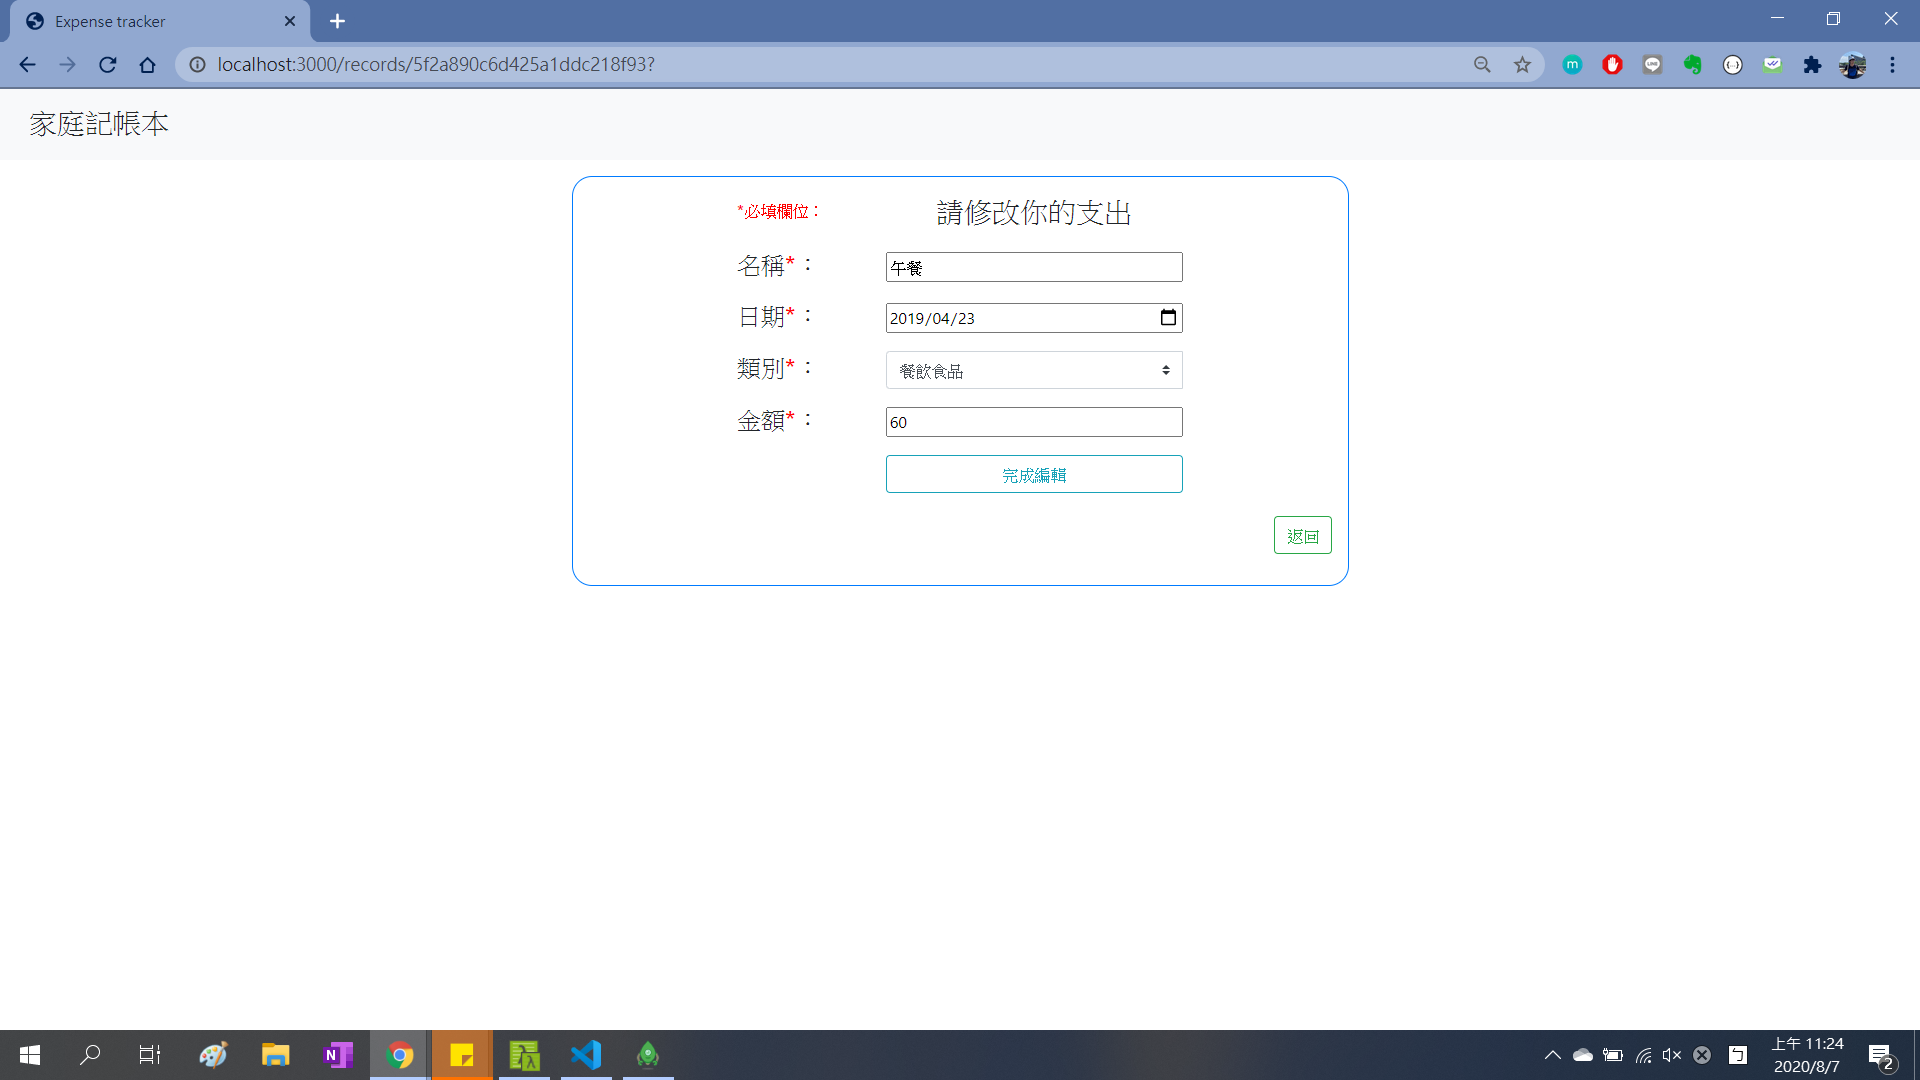 Expense tracker
localhost:3000/records/5f2a890c6d425a1ddc218f93?
家庭記帳本
*必填欄位：
請修改你的支出
名稱*：
午餐
日期*：
2019/04/23
類別*：
餐飲食品
金額*：
60
完成編輯
返回
上午 11:24
2020/8/7
2